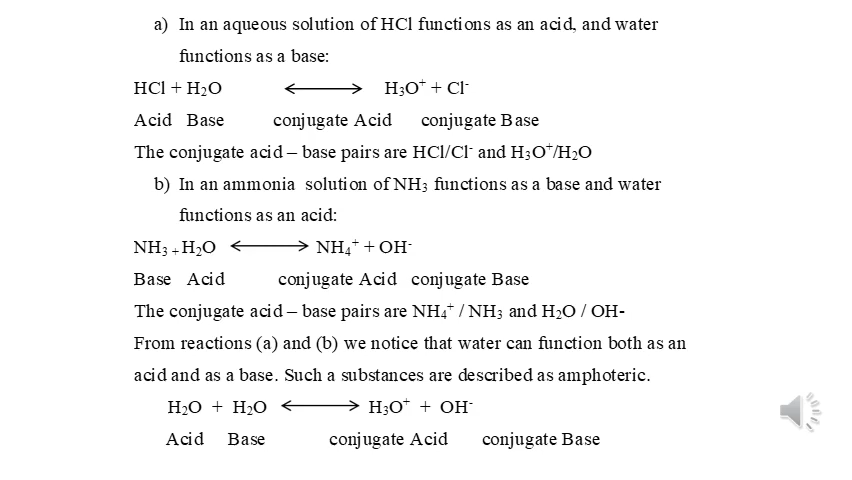 a) In an aqueous solution of HCl functions as an acid, and water
functions as a base:
HCl + H₂O ⟷ H₃O⁺ + Cl⁻
Acid Base conjugate Acid conjugate Base
The conjugate acid – base pairs are HCl/Cl⁻ and H₃O⁺/H₂O
b) In an ammonia solution of NH₃ functions as a base and water
functions as an acid:
NH₃ + H₂O ⟷ NH₄⁺ + OH⁻
Base Acid conjugate Acid conjugate Base
The conjugate acid – base pairs are NH₄⁺ / NH₃ and H₂O / OH-
From reactions (a) and (b) we notice that water can function both as an
acid and as a base. Such a substances are described as amphoteric.
H₂O + H₂O ⟷ H₃O⁺ + OH⁻
Acid Base conjugate Acid conjugate Base